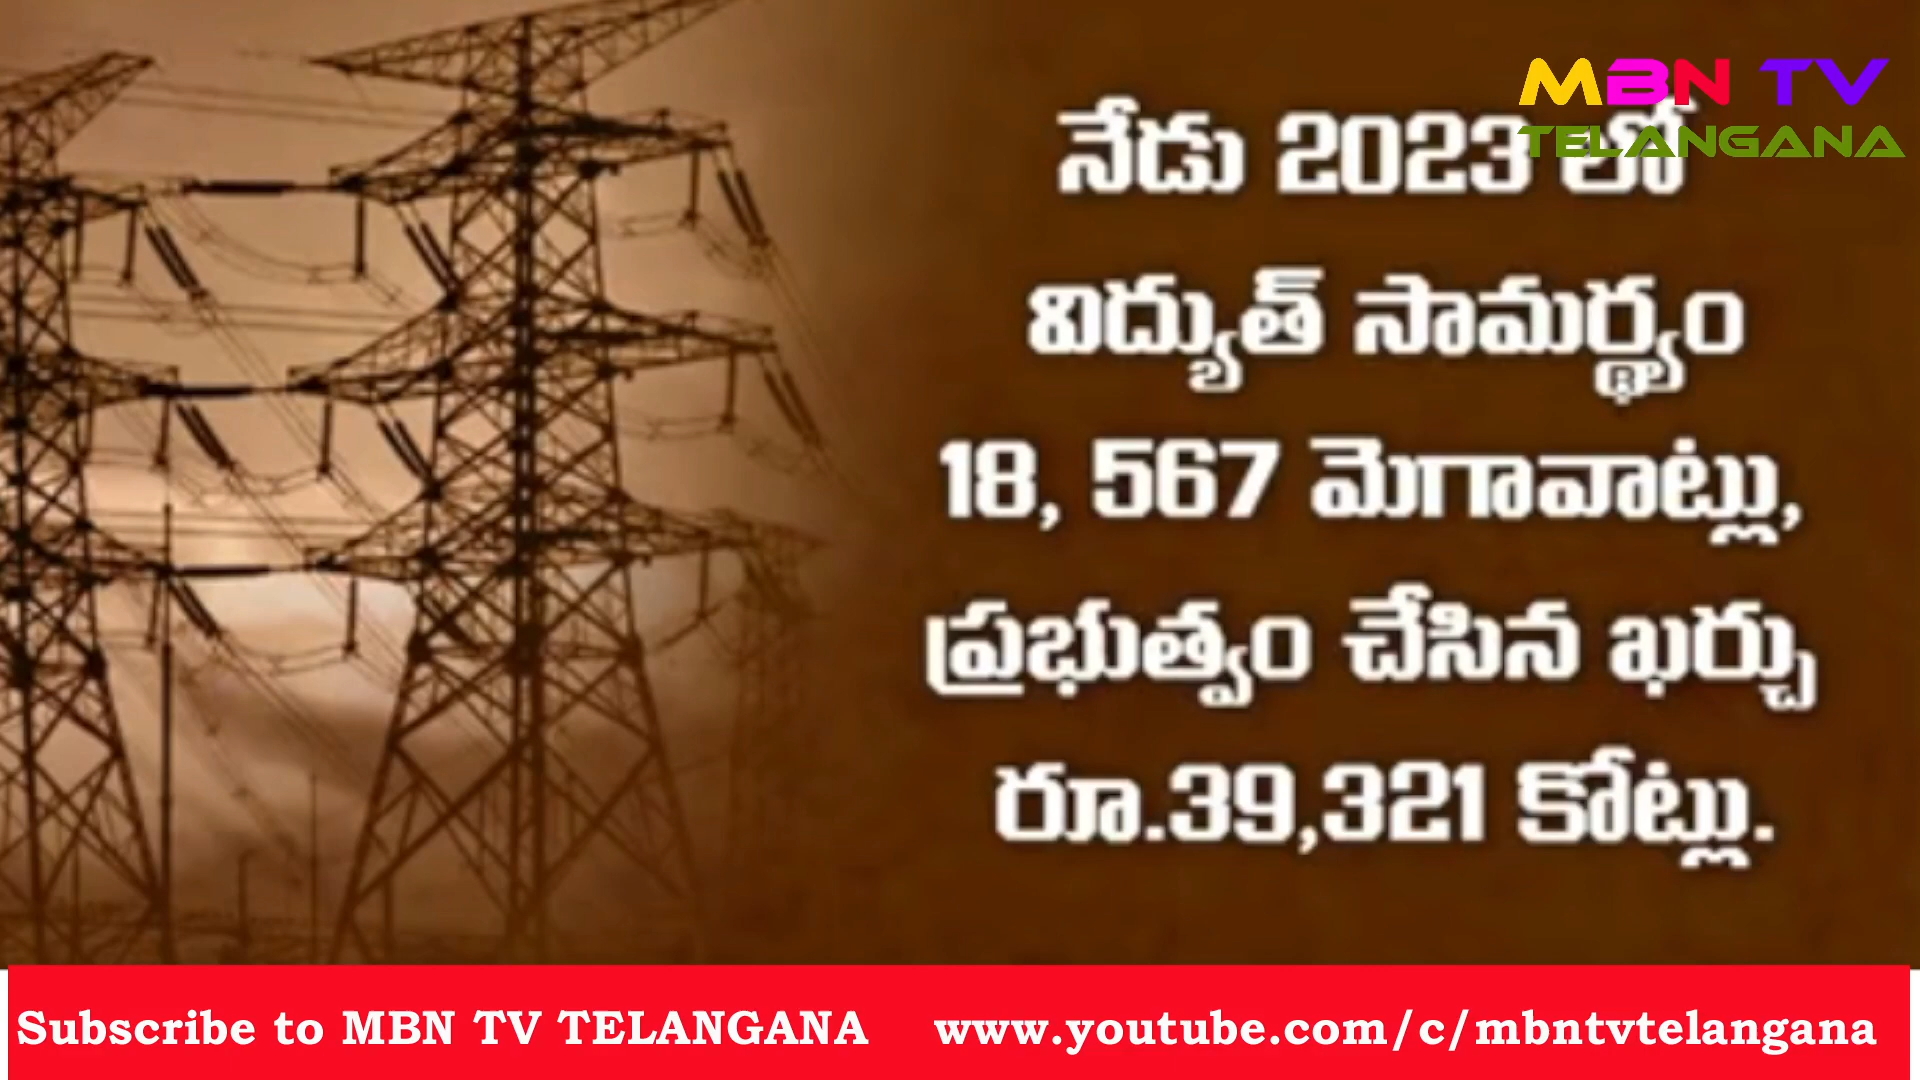 MBN TV
TELANGANA
నేడు 2023 లో
విద్యుత్ సామర్థ్యం
18, 567 మెగావాట్లు,
ప్రభుత్వం చేసిన ఖర్చు
రూ.39,321 కోట్లు.
Subscribe to MBN TV TELANGANA www.youtube.com/c/mbntvtelangana